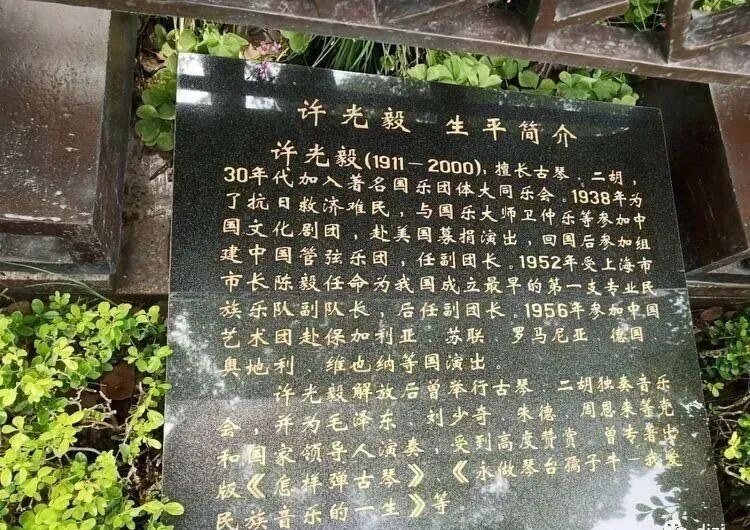 许光毅 生平简介
许光毅(1911—2000),擅长古琴、二胡,
30年代加入著名国乐团体大同乐会。1938年为
了抗日救济难民,与国乐大师卫仲乐等参加中
国文化剧团,赴美国募捐演出,回国后参加组
建中国管弦乐团,任副团长。1952年受上海市
市长陈毅任命为我国成立最早的第一支专业民
族乐队副队长,后任副团长。1956年参加中国
艺术团赴保加利亚、苏联、罗马尼亚、德国
奥地利、维也纳等国演出。
许光毅解放后曾举行古琴、二胡独奏音乐
会,并为毛泽东、刘少奇、朱德、周恩来等党
和国家领导人演奏,受到高度赞赏 曾专著出
版《怎样弹古琴》、《永做琴台孺子牛—我爱
民族音乐的一生》等。
dizi